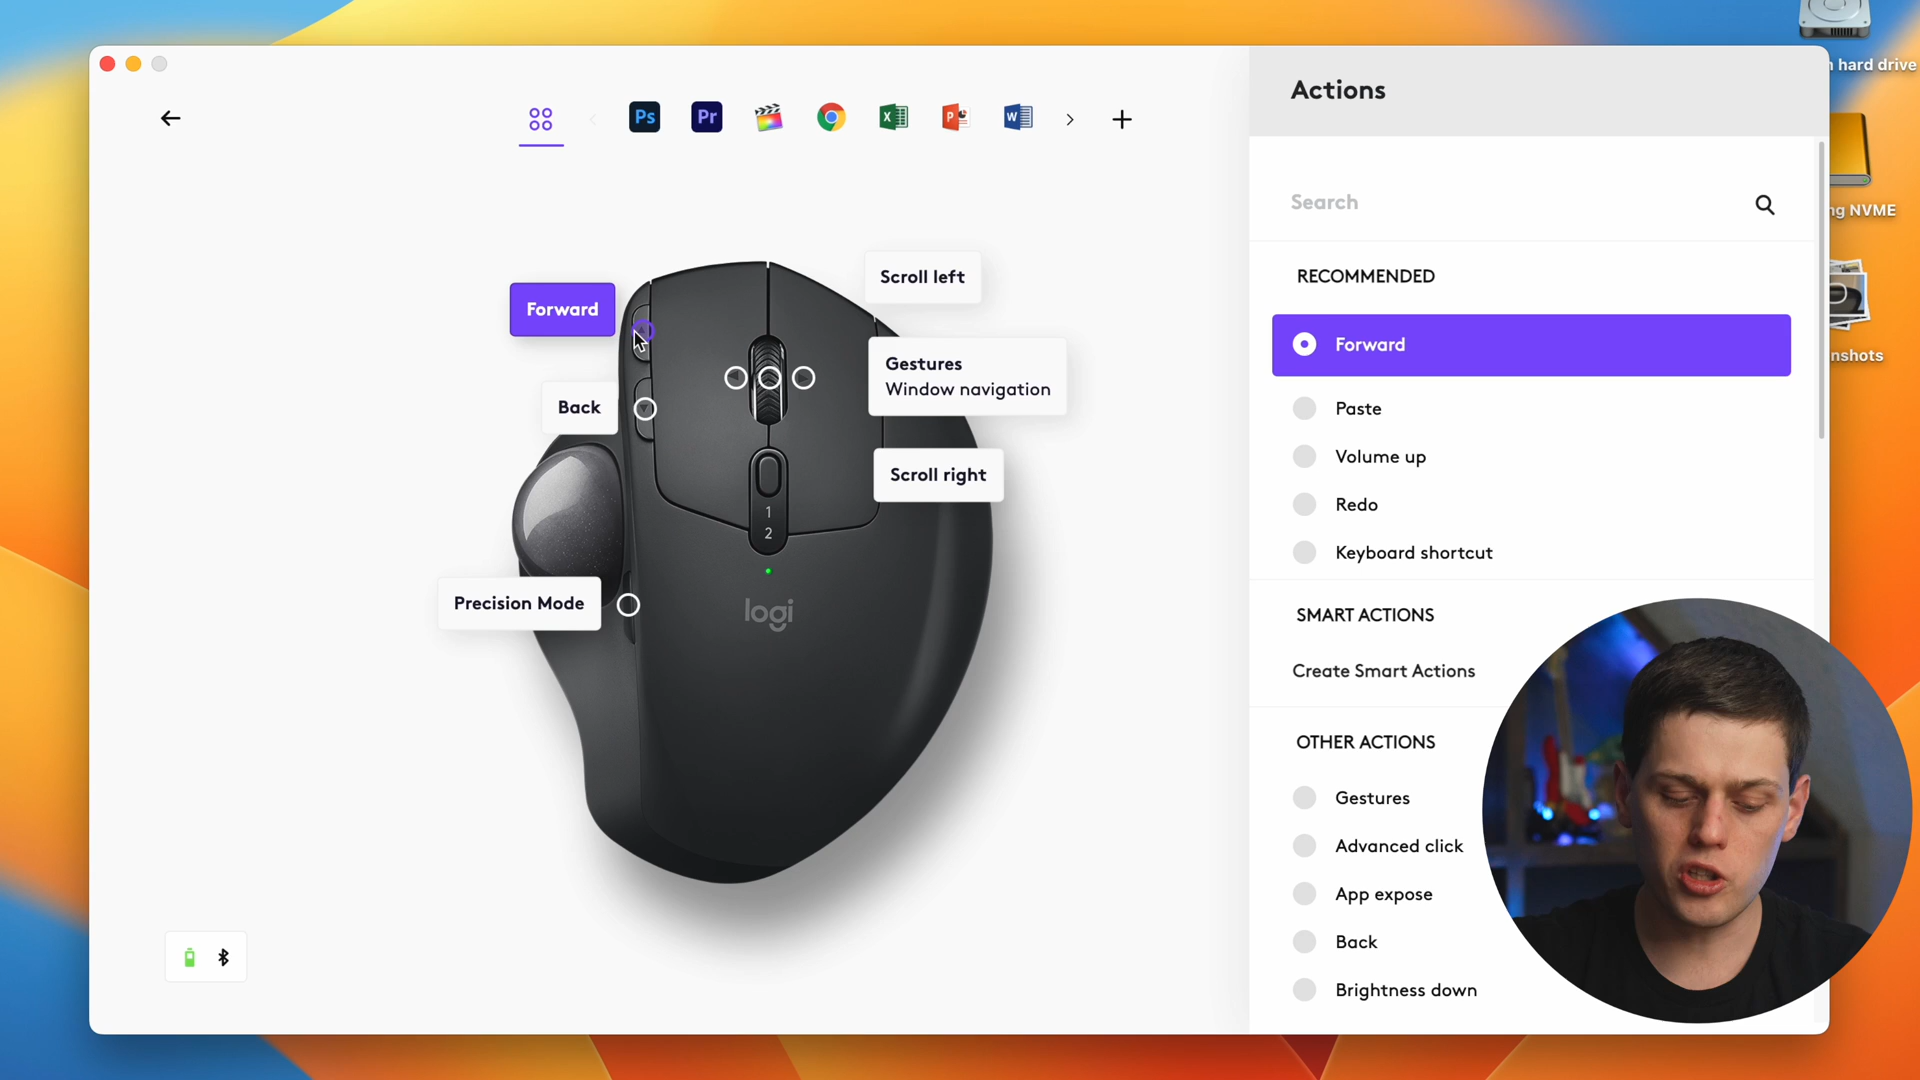 hard drive
Actions
Ps
Pr
X
P
W
Search
ng NVME
Scroll left
RECOMMENDED
Forward
Forward
nshots
Gestures
Window navigation
Back
Paste
Volume up
Scroll right
Redo
1
2
Keyboard shortcut
Precision Mode
logi
SMART ACTIONS
Create Smart Actions
OTHER ACTIONS
Gestures
Advanced click
App expose
Back
Brightness down